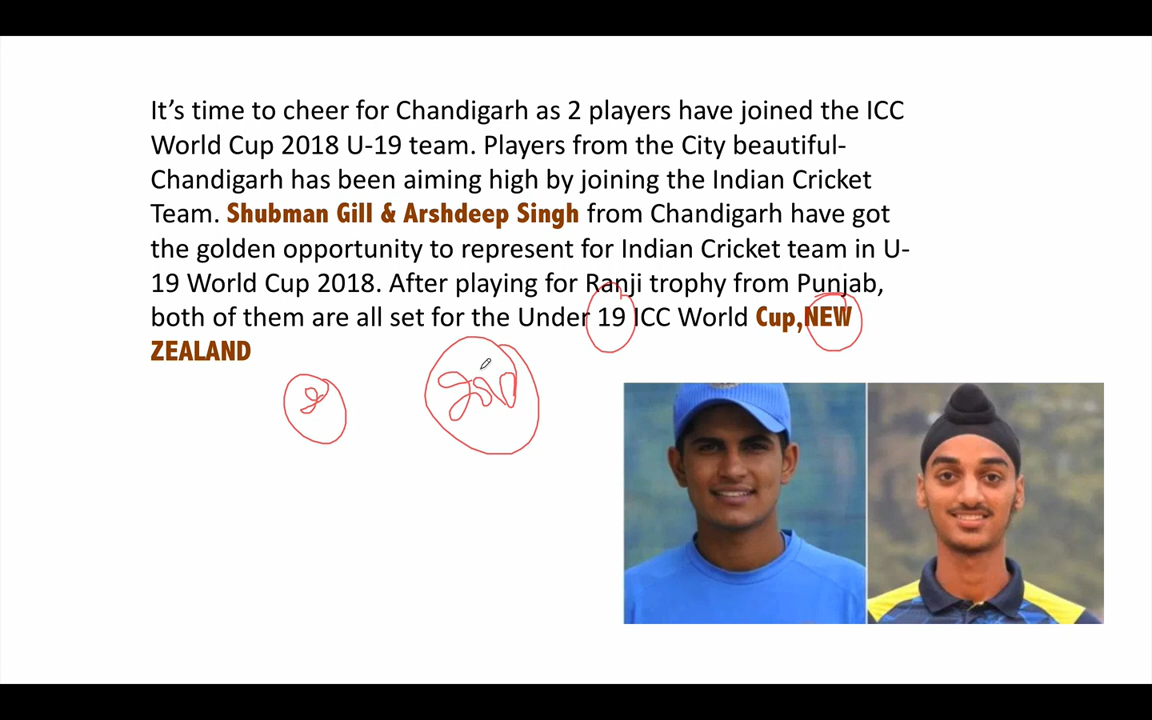 It’s time to cheer for Chandigarh as 2 players have joined the ICC
World Cup 2018 U-19 team. Players from the City beautiful-
Chandigarh has been aiming high by joining the Indian Cricket
Team. Shubman Gill & Arshdeep Singh from Chandigarh have got
the golden opportunity to represent for Indian Cricket team in U-
19 World Cup 2018. After playing for Ranji trophy from Punjab,
both of them are all set for the Under 19 ICC World Cup,NEW
ZEALAND